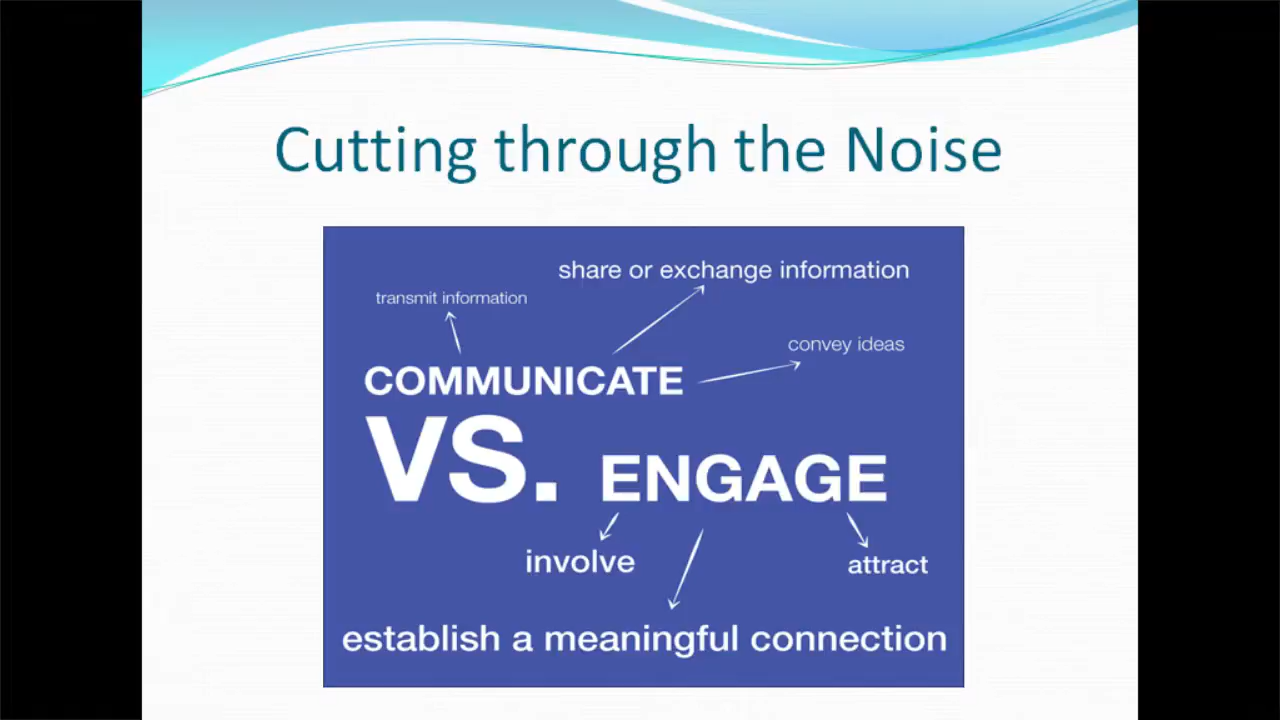 Cutting through the Noise
share or exchange information
transmit information
convey ideas
COMMUNICATE
VS. ENGAGE
involve
attract
establish a meaningful connection